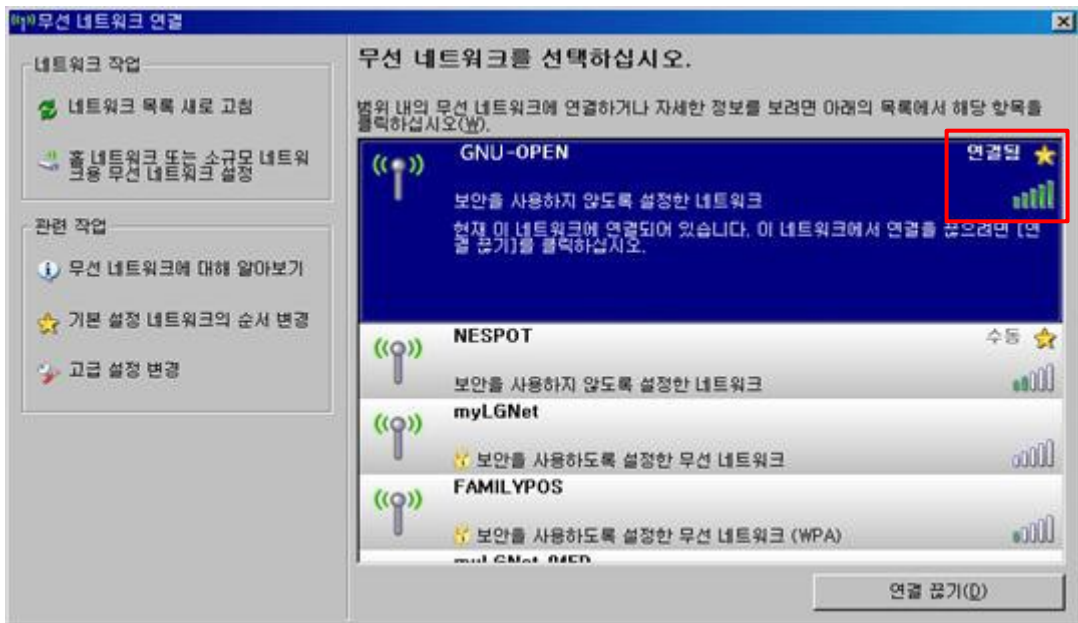 무선 네트워크 연결
네트워크 작업
네트워크 목록 새로 고침
홈 네트워크 또는 소규모 네트워
크용 무선 네트워크 설정
관련 작업
무선 네트워크에 대해 알아보기
기본 설정 네트워크의 순서 변경
고급 설정 변경
무선 네트워크를 선택하십시오.
범위 내의 무선 네트워크에 연결하거나 자세한 정보를 보려면 아래의 목록에서 해당 항목을
클릭하십시오(W).
GNU-OPEN 연결됨
보안을 사용하지 않도록 설정한 네트워크
현재 이 네트워크에 연결되어 있습니다. 이 네트워크에서 연결을 끊으려면 [연
결 끊기]를 클릭하십시오.
NESPOT 수동
보안을 사용하지 않도록 설정한 네트워크
myLGNet
보안을 사용하도록 설정한 무선 네트워크
FAMILYPOS
보안을 사용하도록 설정한 무선 네트워크 (WPA)
연결 끊기(D)